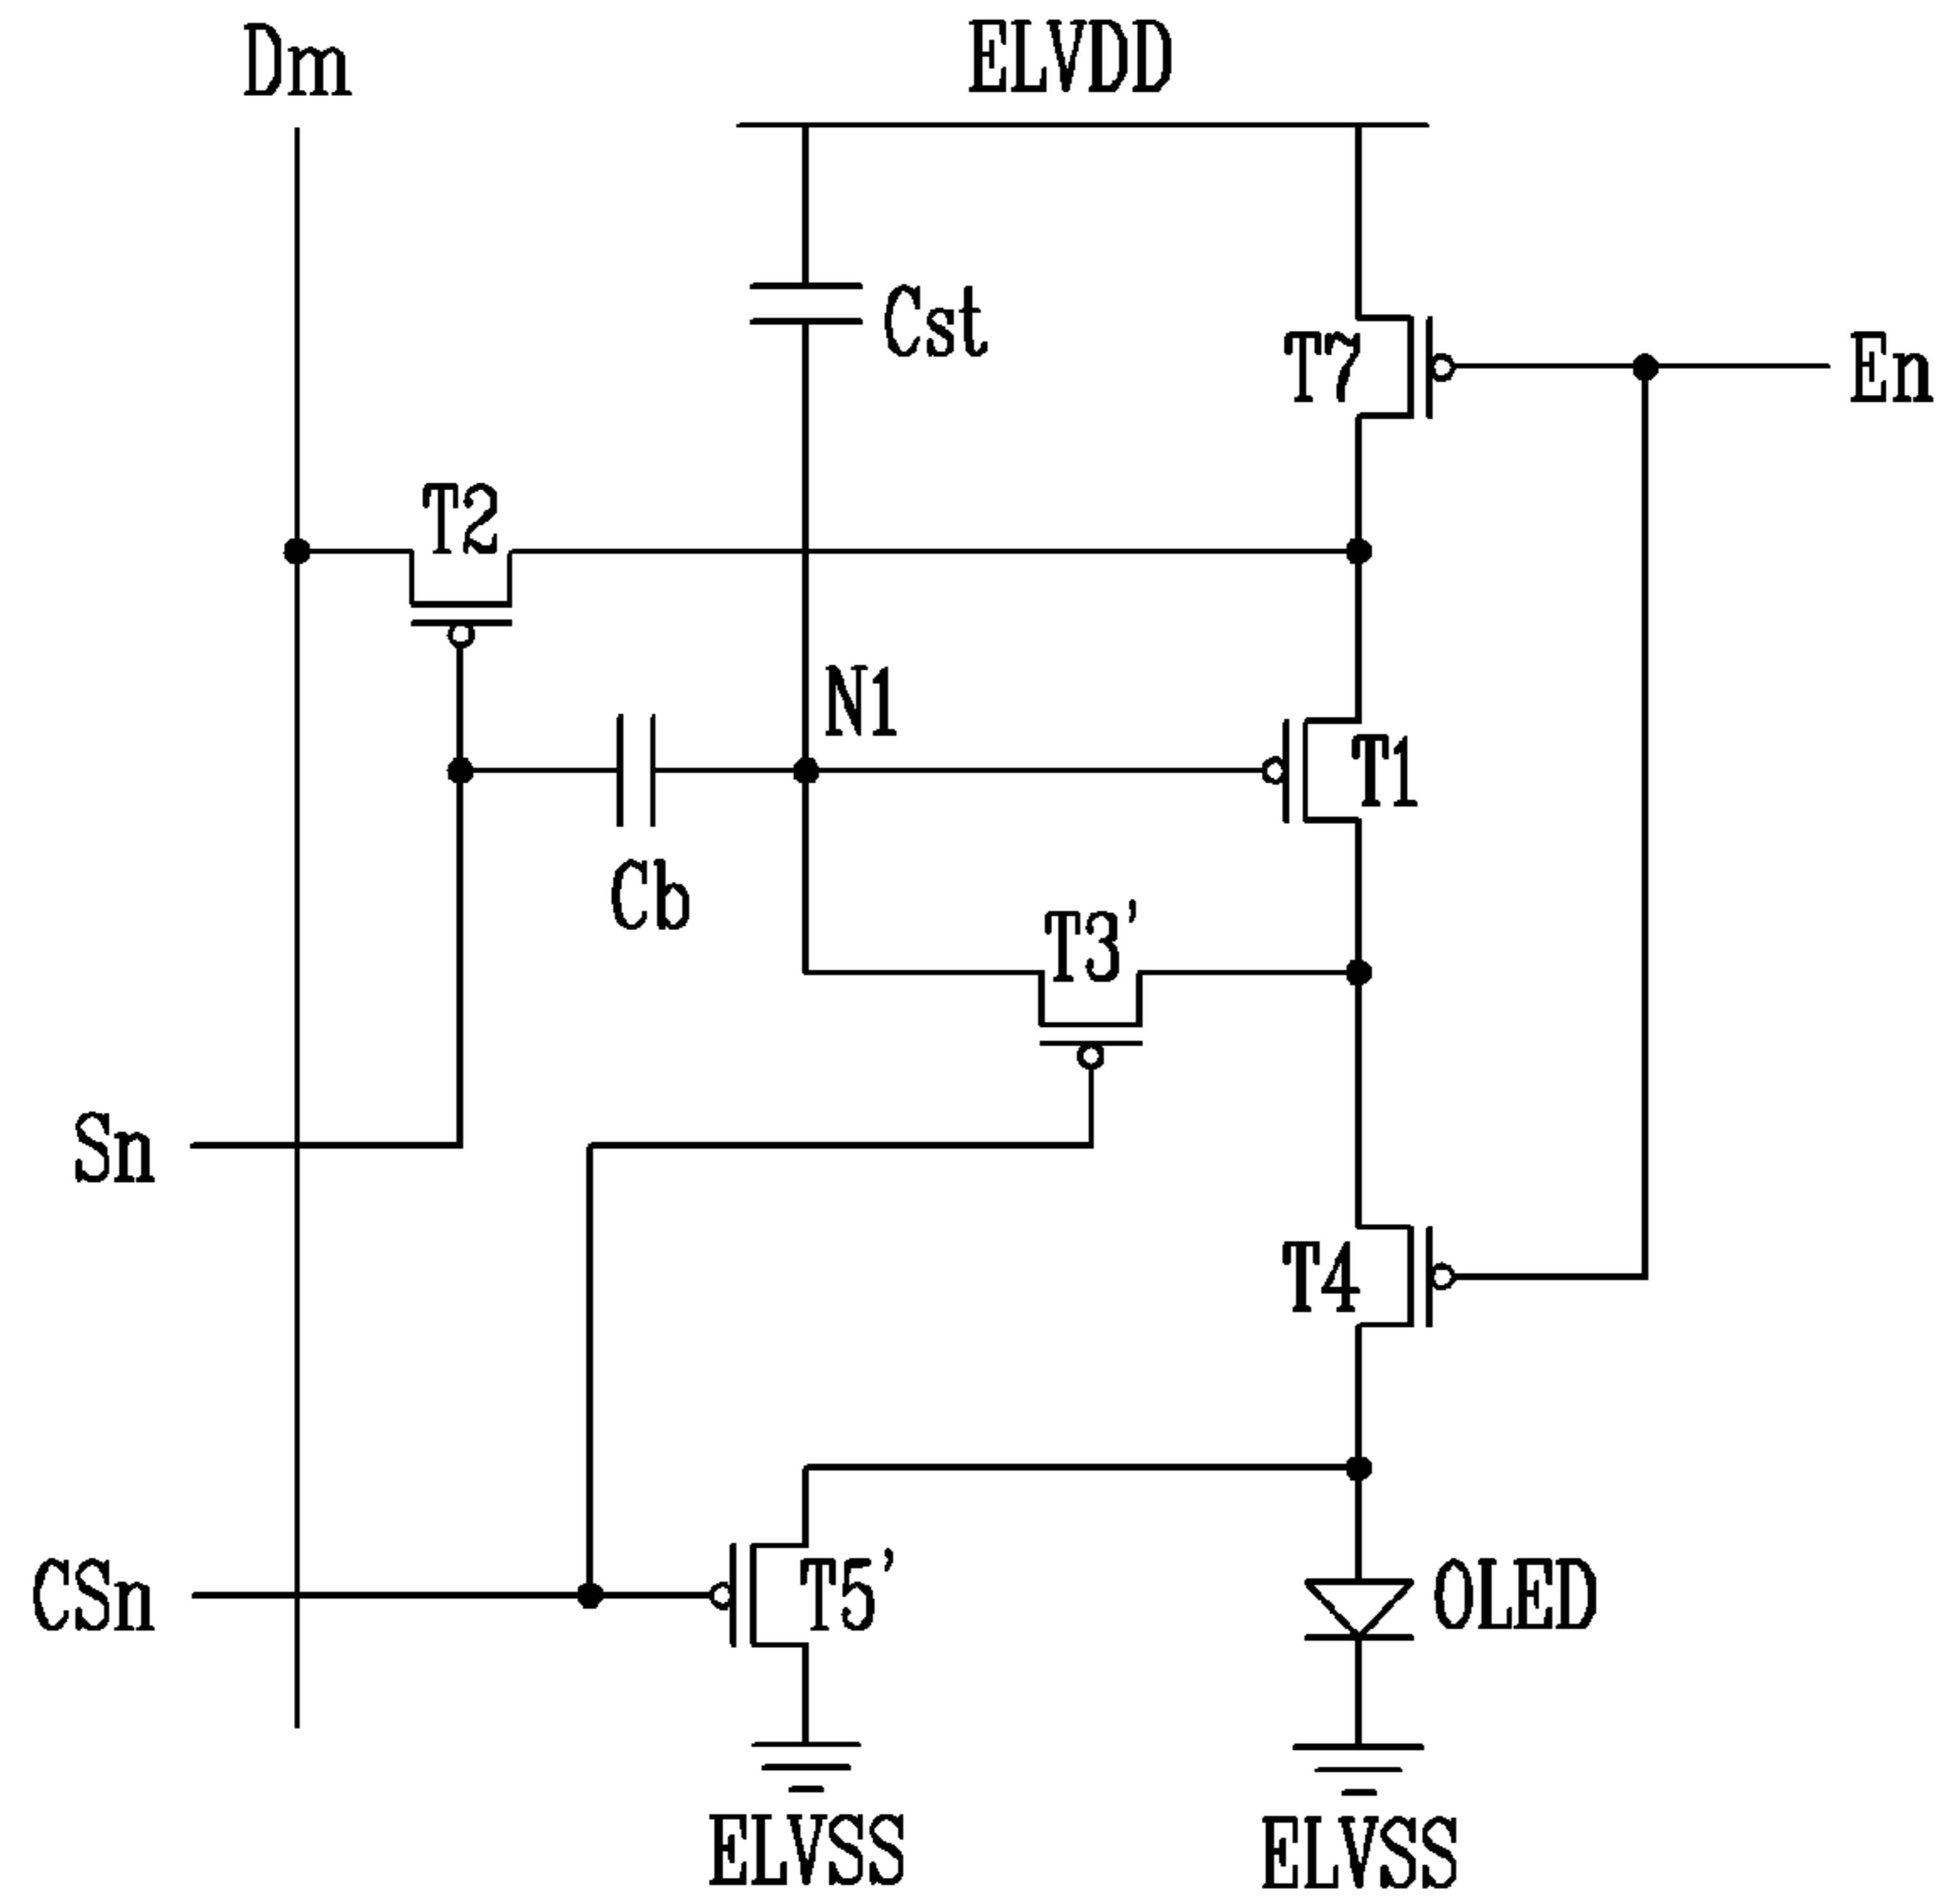 Dm
ELVDD
Cst
T7
En
T2
N1
T1
Cb
T3'
Sn
T4
CSn
T5'
OLED
ELVSS
ELVSS